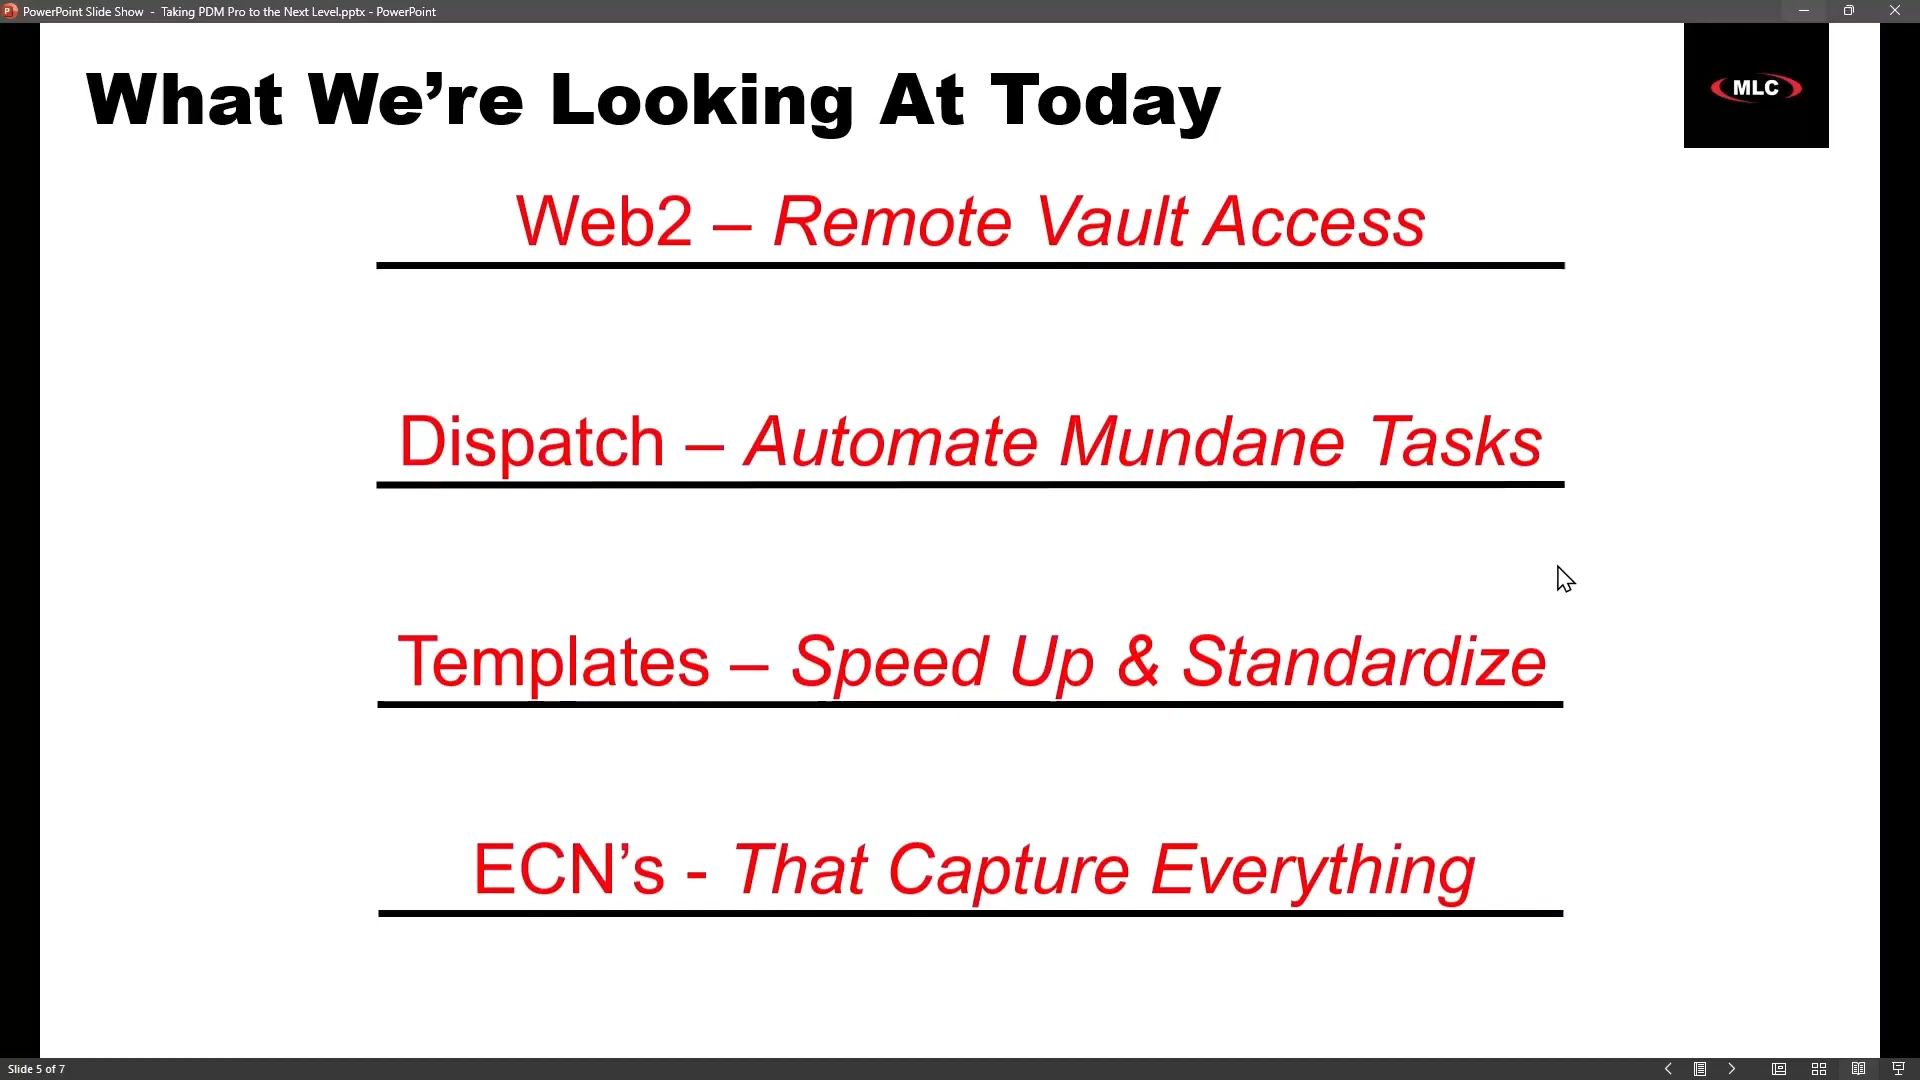 PowerPoint Slide Show - Taking PDM Pro to the Next Level.pptx - PowerPoint
What We’re Looking At Today
MLC
Web2 – Remote Vault Access
Dispatch – Automate Mundane Tasks
Templates – Speed Up & Standardize
ECN’s - That Capture Everything
Slide 5 of 7